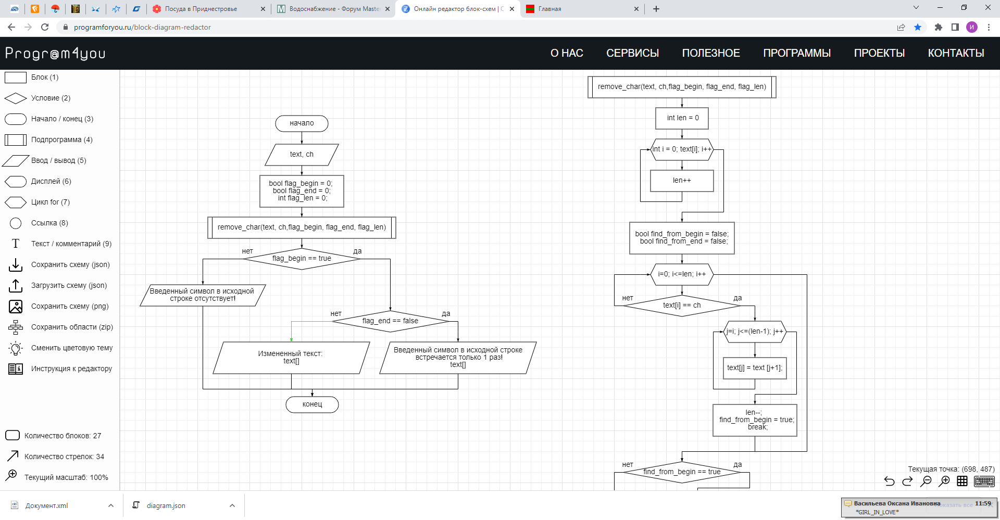 Посуда в Приднестровье
Водоснабжение - Форум Maste
Онлайн редактор блок-схем | С
Главная
programforyou.ru/block-diagram-redactor
И
Progr@m4you
О НАС
СЕРВИСЫ
ПОЛЕЗНОЕ
ПРОГРАММЫ
ПРОЕКТЫ
КОНТАКТЫ
Блок (1)
Условие (2)
Начало / конец (3)
Подпрограмма (4)
Ввод / вывод (5)
Дисплей (6)
Цикл for (7)
Ссылка (8)
T
Текст / комментарий (9)
Сохранить схему (json)
Загрузить схему (json)
Сохранить схему (png)
Сохранить области (zip)
Сменить цветовую тему
Инструкция к редактору
Количество блоков: 27
Количество стрелок: 34
Текущий масштаб: 100%
начало
text, ch
bool flag_begin = 0;
bool flag_end = 0;
int flag_len = 0;
remove_char(text, ch,flag_begin, flag_end, flag_len)
нет
да
flag_begin == true
Введенный символ в исходной
строке отсутствует!
нет
да
flag_end == false
Измененный текст:
text[]
Введенный символ в исходной строке
встречается только 1 раз!
text[]
конец
remove_char(text, ch,flag_begin, flag_end, flag_len)
int len = 0
int i = 0; text[i]; i++
len++
bool find_from_begin = false;
bool find_from_end = false;
i=0; i<=len; i++
нет
да
text[i] == ch
j=i; j<=(len-1); j++
text[j] = text [j+1];
len--;
find_from_begin = true;
break;
нет
да
find_from_begin == true
Текущая точка: (698, 487)
Документ.xml
diagram.json
Васильева Оксана Ивановна
11:59
*GIRL_IN_LOVE*